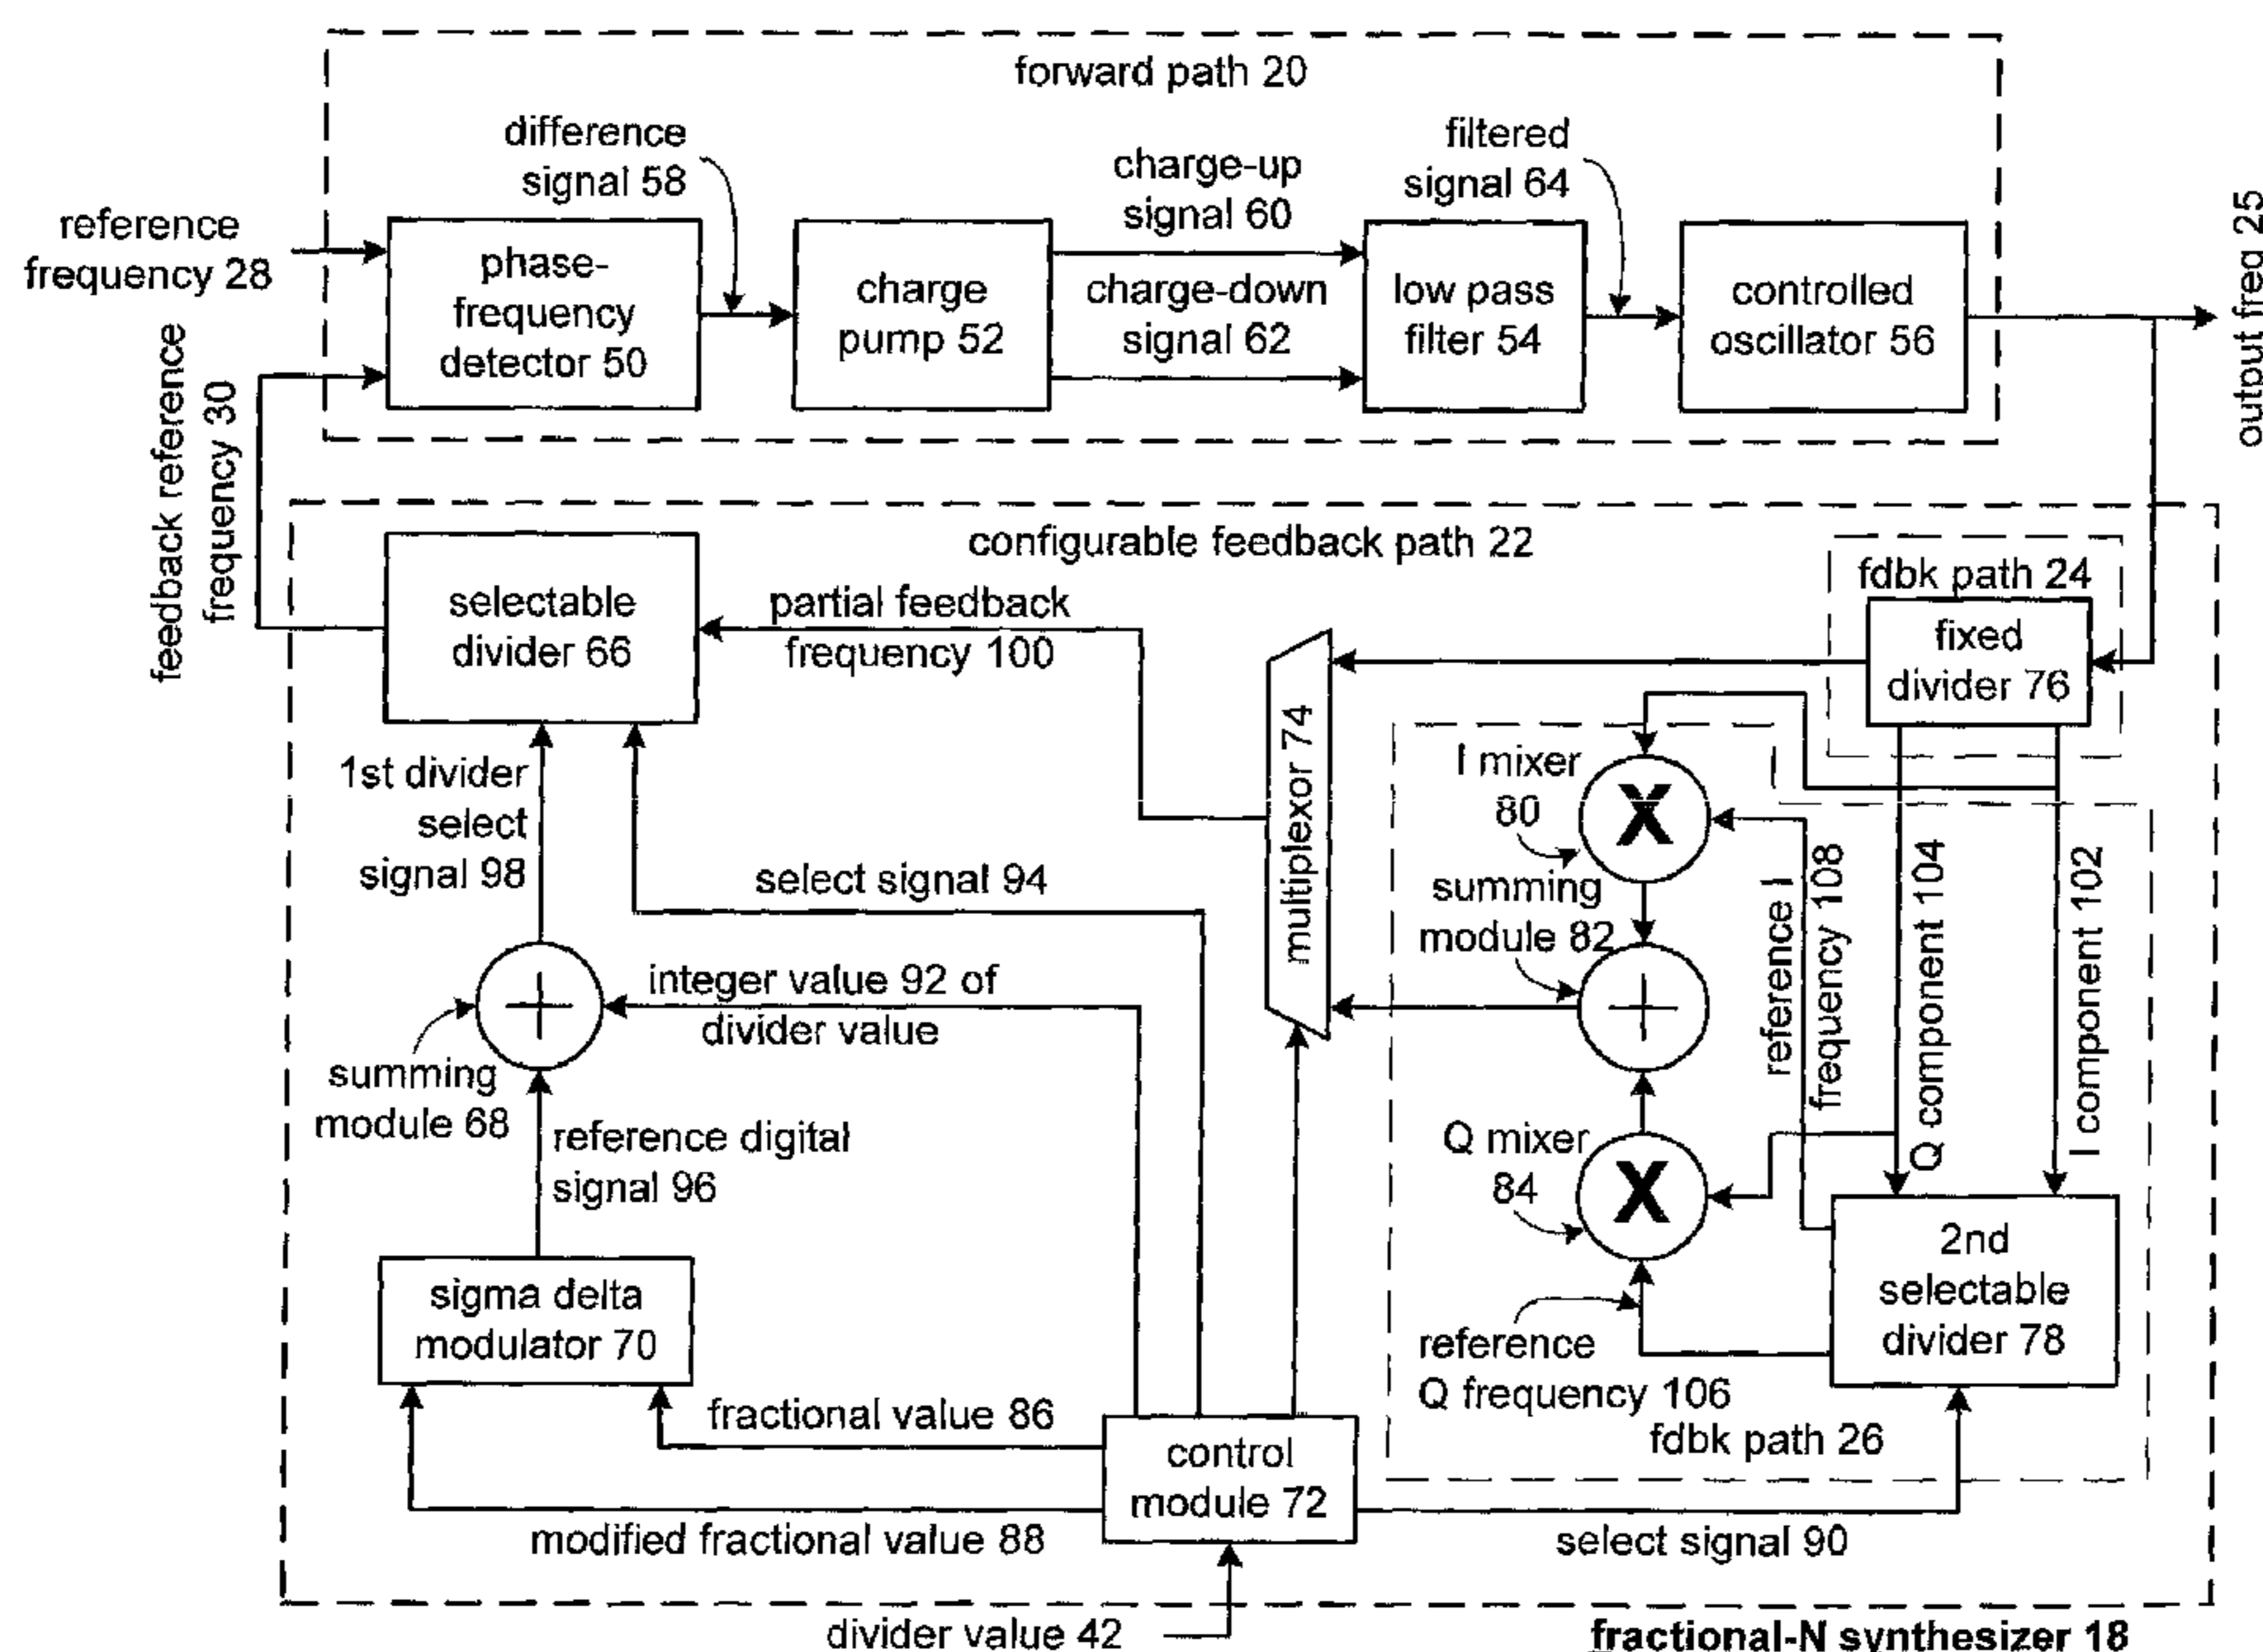 forward path 20
difference
signal 58
charge-up
signal 60
filtered
signal 64
reference
frequency 28
phase-
frequency
detector 50
charge
pump 52
charge-down
signal 62
low pass
filter 54
controlled
oscillator 56
output freq 25
feedback reference
frequency 30
configurable feedback path 22
selectable
divider 66
partial feedback
frequency 100
fdbk path 24
fixed
divider 76
multiplexor 74
I mixer
80
1st divider
select
signal 98
select signal 94
summing
module 82
reference I
frequency 108
Q component 104
I component 102
integer value 92 of
divider value
summing
module 68
reference digital
signal 96
Q mixer
84
2nd
selectable
divider 78
sigma delta
modulator 70
reference
Q frequency 106
fdbk path 26
fractional value 86
control
module 72
modified fractional value 88
select signal 90
divider value 42
fractional-N synthesizer 18
X
+
X
+